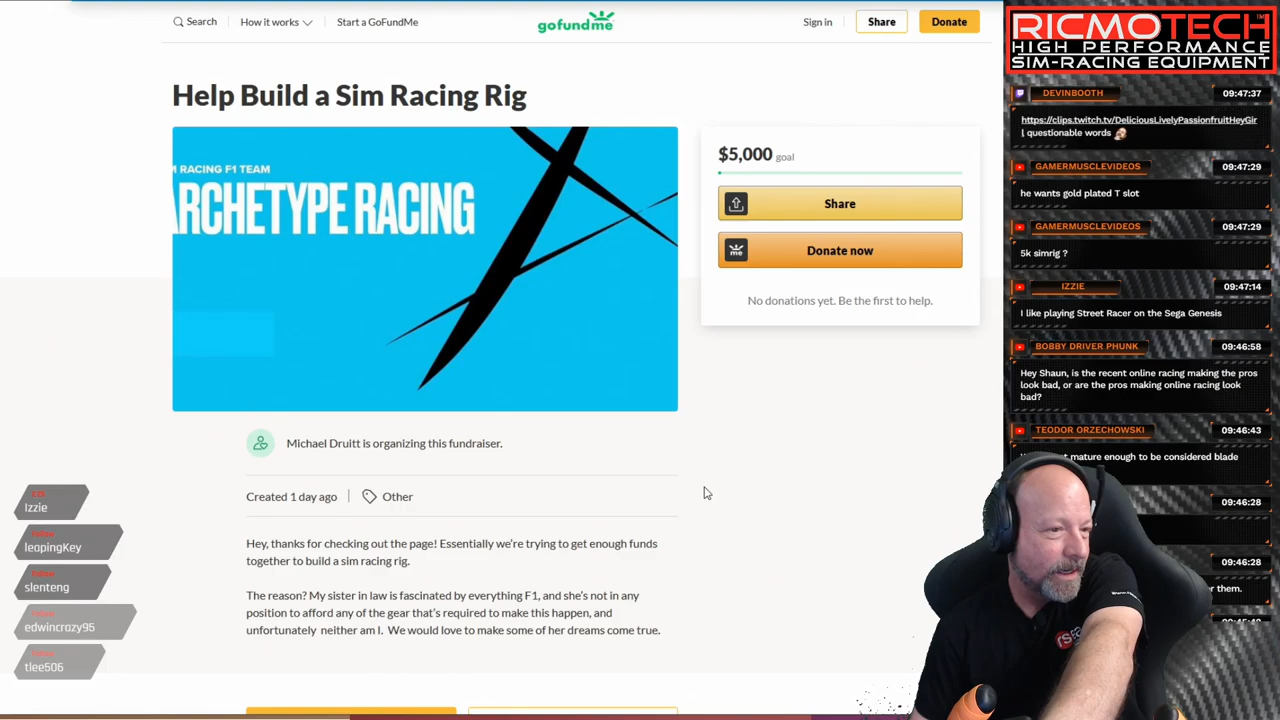 Search
How it works
Start a GoFundMe
gofundme
Sign in
Share
Donate
Help Build a Sim Racing Rig
M RACING F1 TEAM
ARCHETYPE RACING
$5,000 goal
Share
Donate now
No donations yet. Be the first to help.
Michael Druitt is organizing this fundraiser.
Created 1 day ago
Other
Hey, thanks for checking out the page! Essentially we're trying to get enough funds
together to build a sim racing rig.
The reason? My sister in law is fascinated by everything F1, and she's not in any
position to afford any of the gear that's required to make this happen, and
unfortunately neither am I. We would love to make some of her dreams come true.
Izzie
Follow
leapingKey
Follow
slenteng
Follow
edwincrazy95
Follow
tlee506
RICMOTECH
HIGH PERFORMANCE
SIM-RACING EQUIPMENT
DEVINBOOTH 09:47:37
https://clips.twitch.tv/DeliciousLivelyPassionfruitHeyGir
l questionable words
GAMERMUSCLEVIDEOS 09:47:29
he wants gold plated T slot
GAMERMUSCLEVIDEOS 09:47:29
5k simrig ?
IZZIE 09:47:14
I like playing Street Racer on the Sega Genesis
BOBBY DRIVER PHUNK 09:46:58
Hey Shaun, is the recent online racing making the pros
look bad, or are the pros making online racing look
bad?
TEODOR ORZECHOWSKI 09:46:43
mature enough to be considered blade
09:46:28
09:46:28
them.